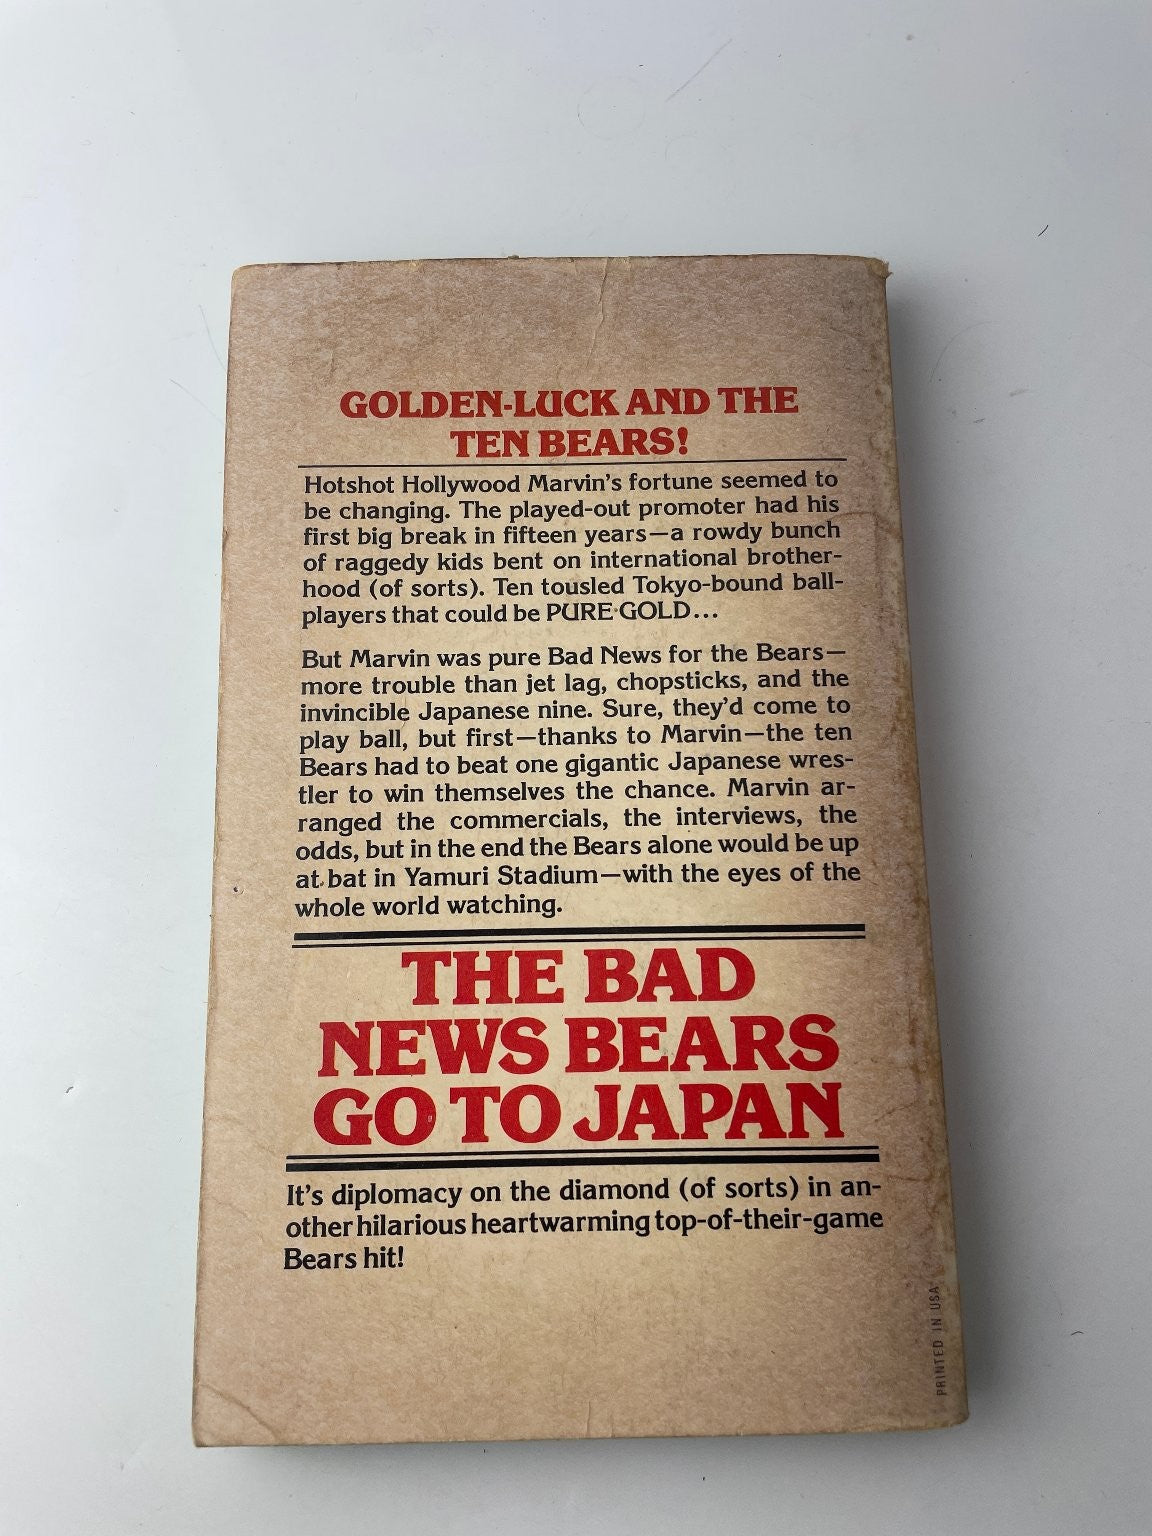 GOLDEN-LUCK AND THE
TEN BEARS!
Hotshot Hollywood Marvin's fortune seemed to
be changing. The played-out promoter had his
first big break in fifteen years—a rowdy bunch
of raggedy kids bent on international brother-
hood (of sorts). Ten tousled Tokyo-bound ball-
players that could be PURE GOLD...
But Marvin was pure Bad News for the Bears—
more trouble than jet lag, chopsticks, and the
invincible Japanese nine. Sure, they'd come to
play ball, but first—thanks to Marvin—the ten
Bears had to beat one gigantic Japanese wres-
tler to win themselves the chance. Marvin ar-
ranged the commercials, the interviews, the
odds, but in the end the Bears alone would be up
at bat in Yamuri Stadium—with the eyes of the
whole world watching.
THE BAD
NEWS BEARS
GO TO JAPAN
It's diplomacy on the diamond (of sorts) in an-
other hilarious heartwarming top-of-their-game
Bears hit!
PRINTED IN USA